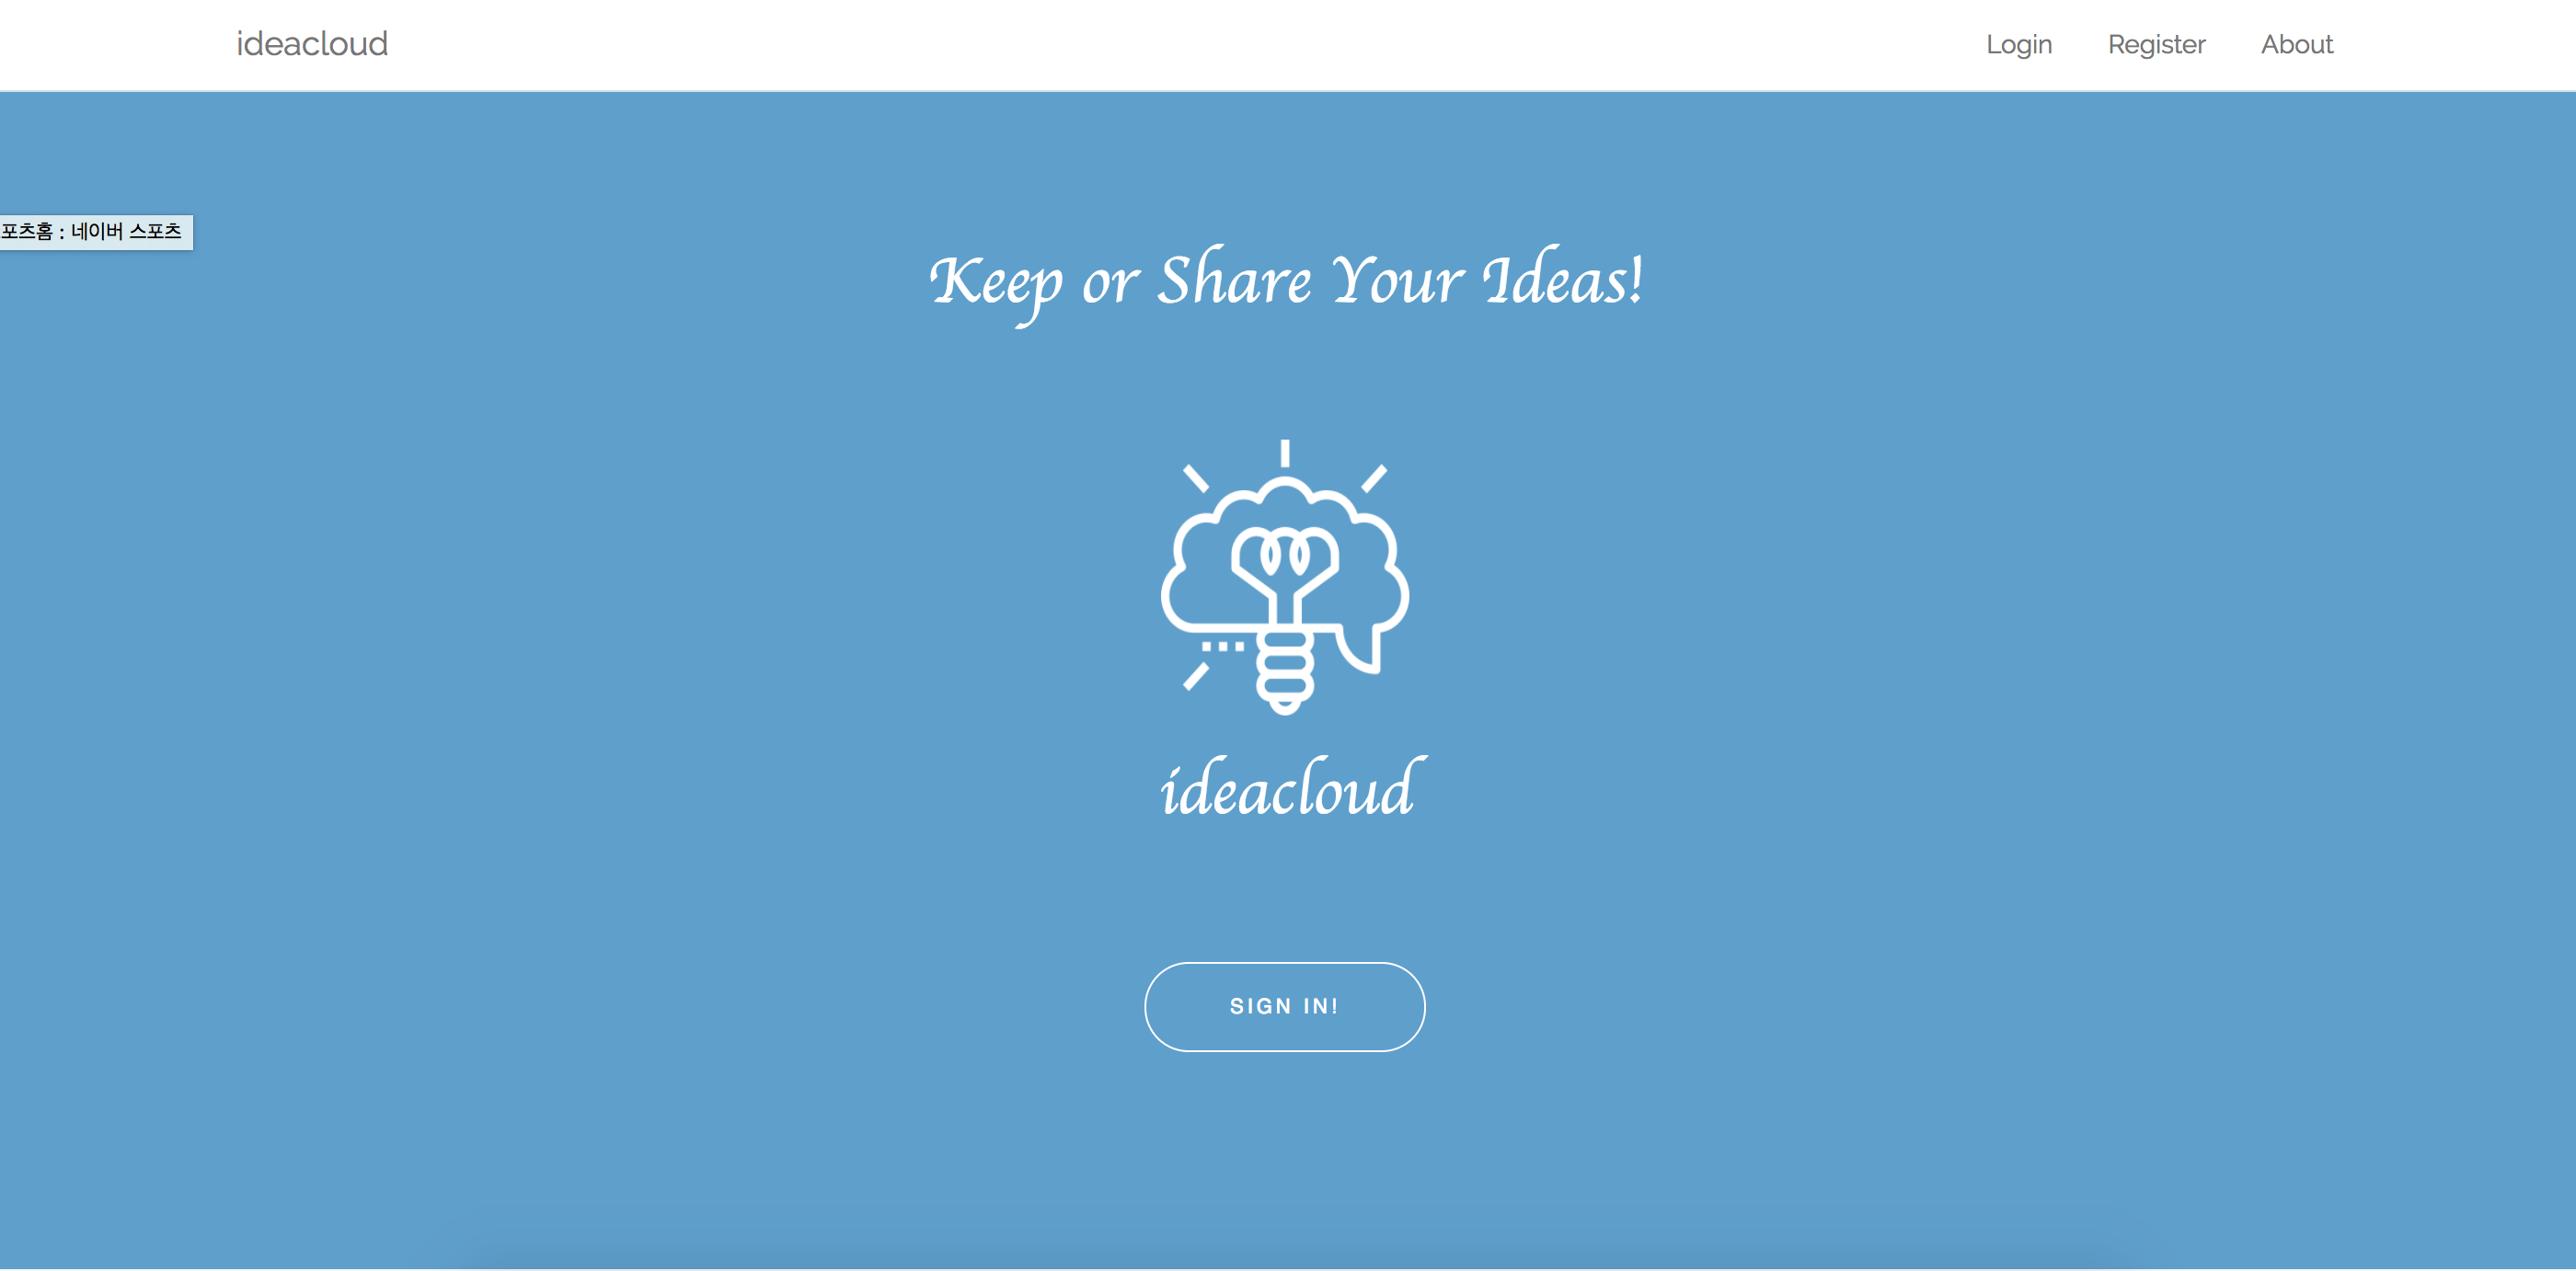 ideacloud
Login Register About
포츠홈 : 네이버 스포츠
Keep or Share Your Ideas!
ideacloud
SIGN IN!